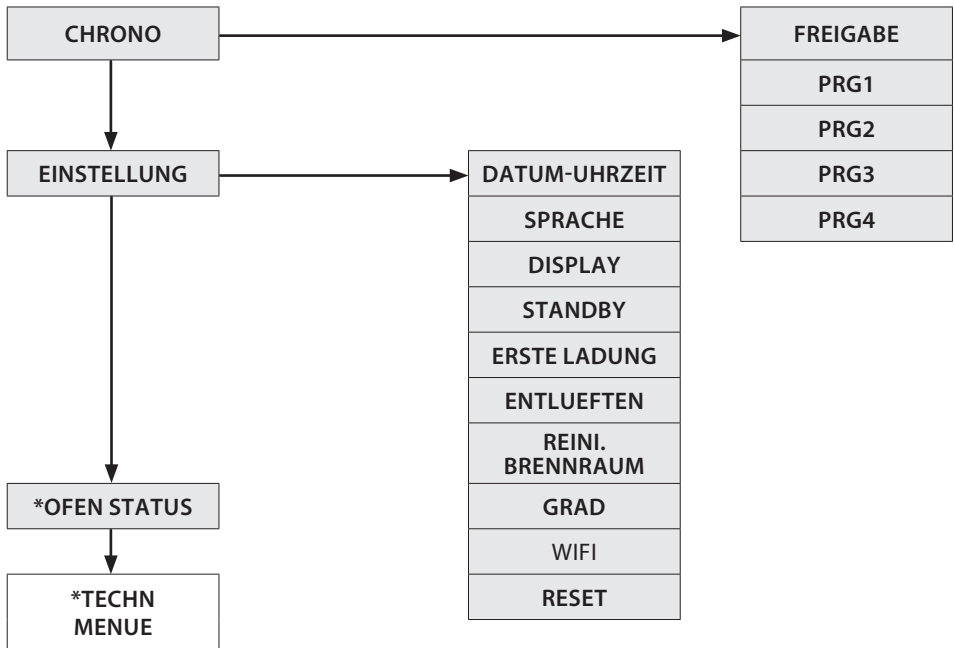 CHRONO
FREIGABE
PRG1
PRG2
PRG3
PRG4
EINSTELLUNG
DATUM-UHRZEIT
SPRACHE
DISPLAY
STANDBY
ERSTE LADUNG
ENTLUEFTEN
REINI.
BRENNRAUM
GRAD
WIFI
RESET
*OFEN STATUS
*TECHN
MENUE